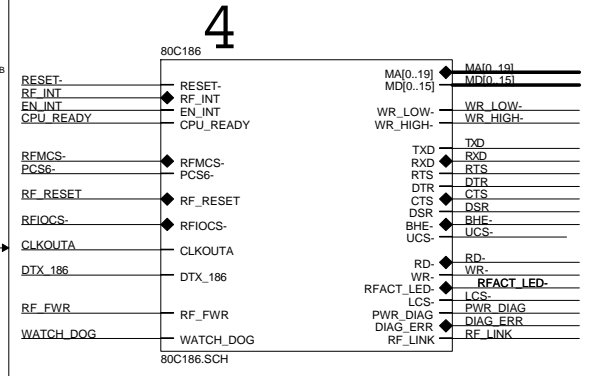 4
80C186
B
RESET- RESET- MA[0..19] MA[0..19]
RF_INT RF_INT MD[0..15] MD[0..15]
EN_INT EN_INT WR_LOW- WR_LOW-
CPU_READY CPU_READY WR_HIGH- WR_HIGH-
TXD TXD
RFMCS- RFMCS- RXD RXD
PCS6- PCS6- RTS RTS
DTR DTR
RF_RESET RF_RESET CTS CTS
DSR DSR
RFIOCS- RFIOCS- BHE- BHE-
UCS- UCS-
CLKOUTA CLKOUTA
RD- RD-
DTX_186 DTX_186 WR- WR-
RFACT_LED- RFACT_LED-
LCS- LCS-
RF_FWR RF_FWR PWR_DIAG PWR_DIAG
DIAG_ERR DIAG_ERR
WATCH_DOG WATCH_DOG RF_LINK RF_LINK
80C186.SCH